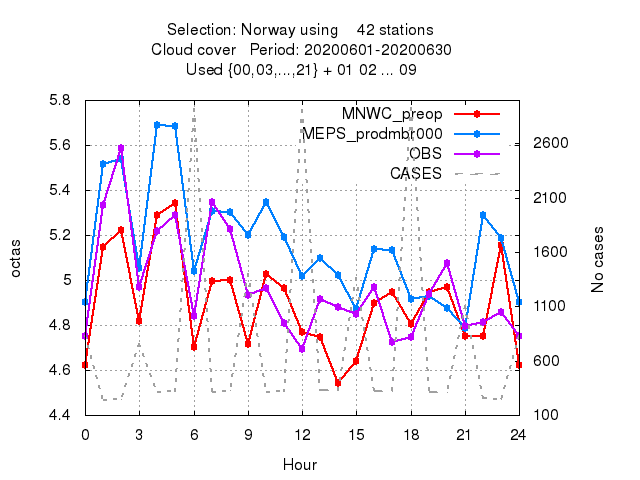 Selection: Norway using 42 stations
Cloud cover Period: 20200601-20200630
Used {00,03,...,21} + 01 02 ... 09
MNWC_preop
MEPS_prodmbr000
OBS
CASES
octas
5.8
5.6
5.4
5.2
5
4.8
4.6
4.4
2600
2100
1600
1100
600
100
No cases
0 3 6 9 12 15 18 21 24
Hour